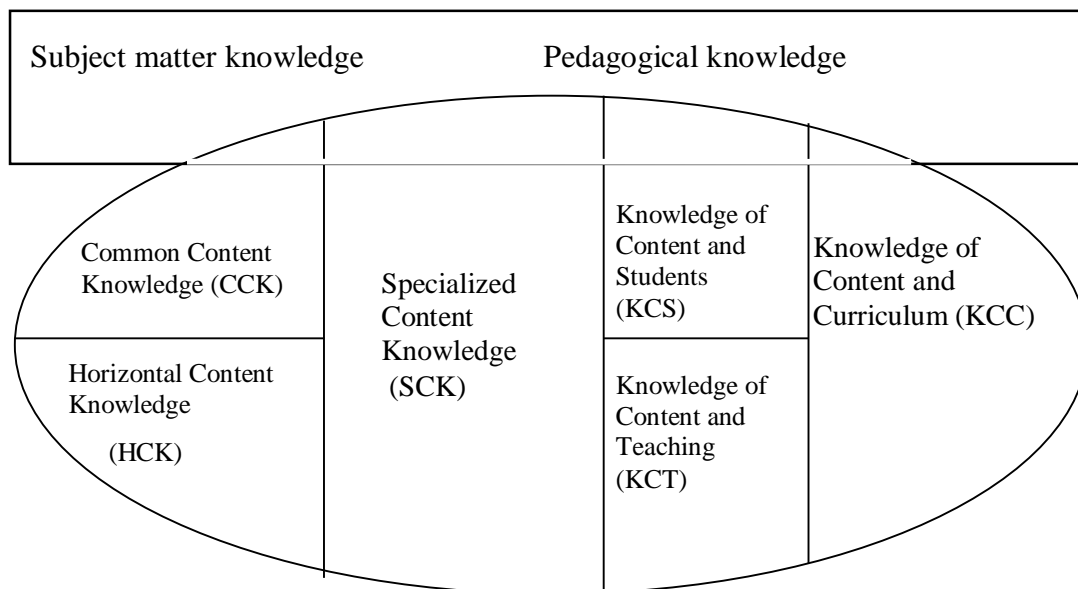 Subject matter knowledge
Pedagogical knowledge
Common Content
Knowledge (CCK)
Horizontal Content
Knowledge
(HCK)
Specialized
Content
Knowledge
(SCK)
Knowledge of
Content and
Students
(KCS)
Knowledge of
Content and
Teaching
(KCT)
Knowledge of
Content and
Curriculum (KCC)